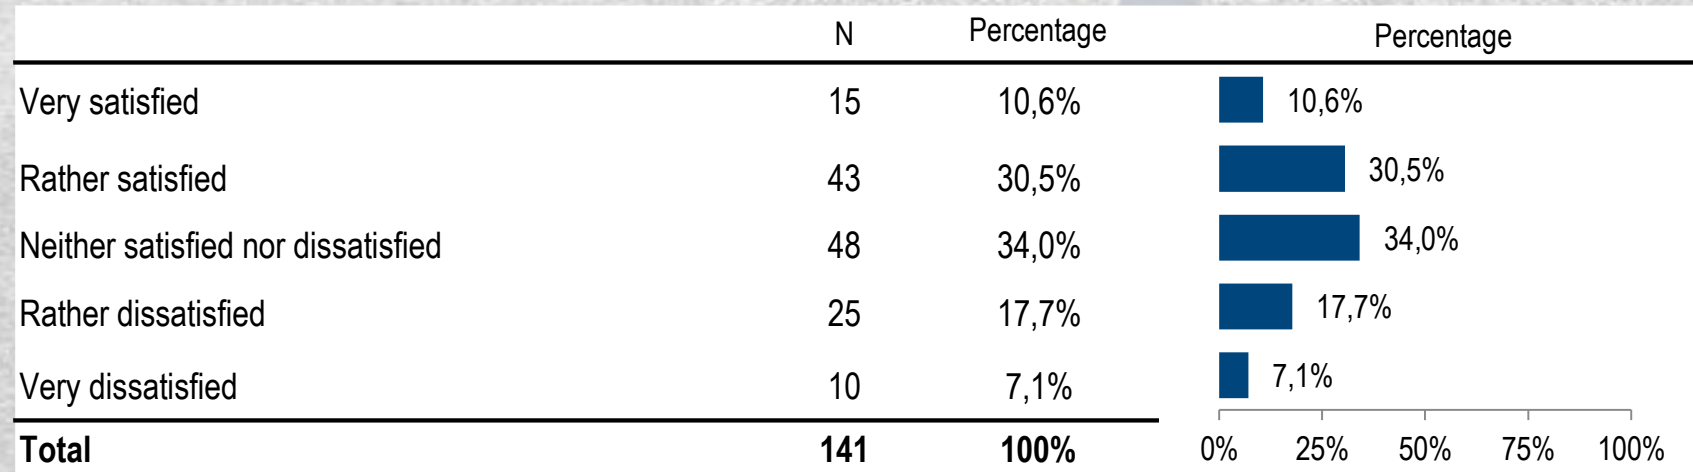 N Percentage Percentage
Very satisfied 15 10,6% 10,6%
Rather satisfied 43 30,5% 30,5%
Neither satisfied nor dissatisfied 48 34,0% 34,0%
Rather dissatisfied 25 17,7% 17,7%
Very dissatisfied 10 7,1% 7,1%
Total 141 100% 0% 25% 50% 75% 100%